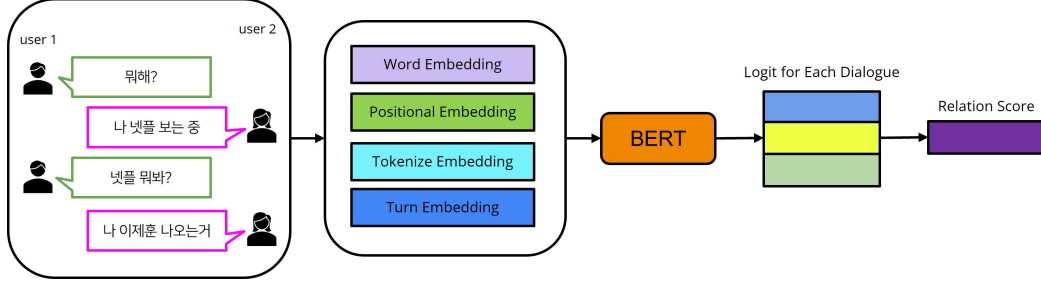 user 1
user 2
뭐해?
나 넷플 보는 중
넷플 뭐봐?
나 이제훈 나오는거
Word Embedding
Positional Embedding
Tokenize Embedding
Turn Embedding
BERT
Logit for Each Dialogue
Relation Score